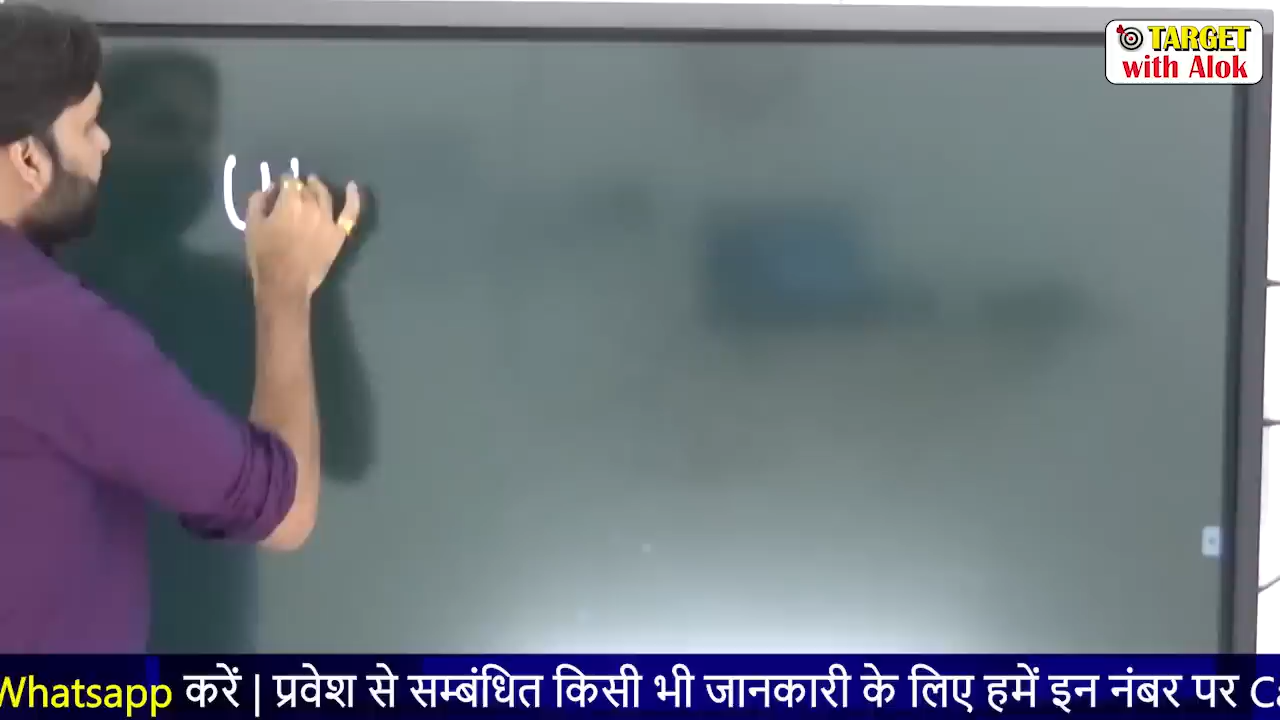 TARGET
with Alok
Whatsapp करें | प्रवेश से सम्बंधित किसी भी जानकारी के लिए हमें इन नंबर पर